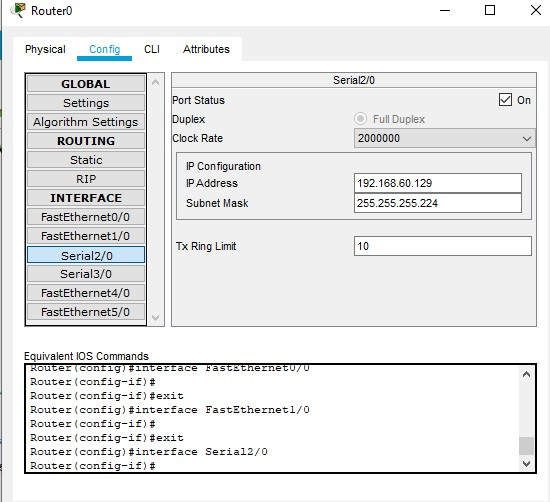 Router0
Physical Config CLI Attributes
GLOBAL
Settings
Algorithm Settings
ROUTING
Static
RIP
INTERFACE
FastEthernet0/0
FastEthernet1/0
Serial2/0
Serial3/0
FastEthernet4/0
FastEthernet5/0
Serial2/0
Port Status On
Duplex Full Duplex
Clock Rate 2000000
IP Configuration
IP Address 192.168.60.129
Subnet Mask 255.255.255.224
Tx Ring Limit 10
Equivalent IOS Commands
Router(config)#interface FastEthernet0/0
Router(config-if)#
Router(config-if)#exit
Router(config)#interface FastEthernet1/0
Router(config-if)#
Router(config-if)#exit
Router(config)#interface Serial2/0
Router(config-if)#